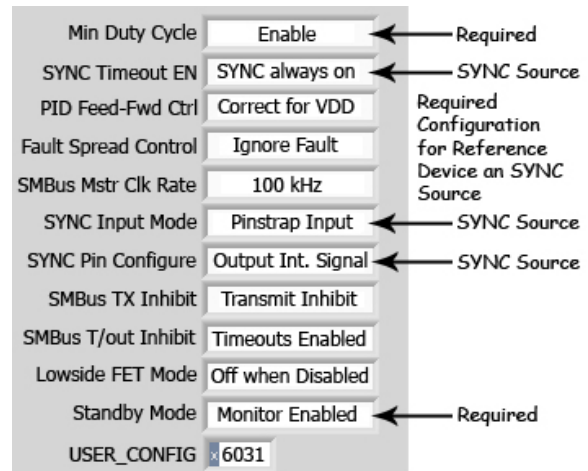 Min Duty Cycle Enable Required
SYNC Timeout EN SYNC always on SYNC Source
PID Feed-Fwd Ctrl Correct for VDD
Fault Spread Control Ignore Fault
SMBus Mstr Clk Rate 100 kHz
Required
Configuration
for Reference
Device an SYNC
Source
SYNC Input Mode Pinstrap Input SYNC Source
SYNC Pin Configure Output Int. Signal SYNC Source
SMBus TX Inhibit Transmit Inhibit
SMBus T/out Inhibit Timeouts Enabled
Lowside FET Mode Off when Disabled
Standby Mode Monitor Enabled Required
USER_CONFIG x 6031